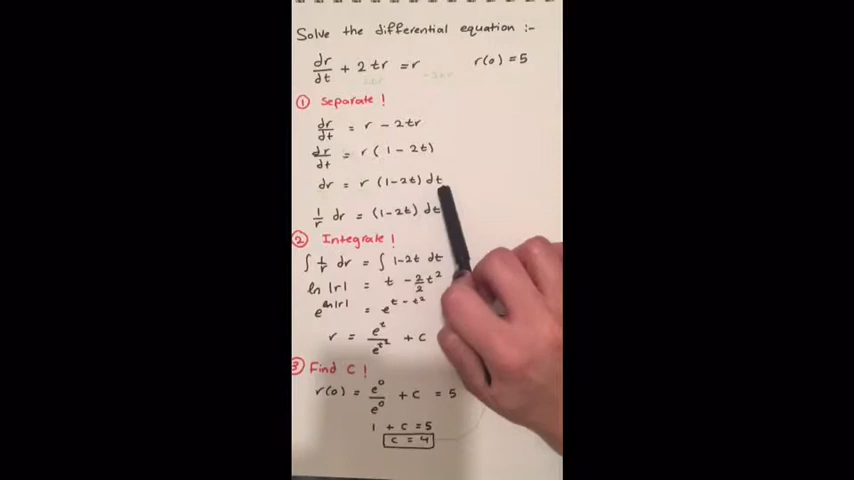 Solve the differential equation :-
dr/dt + 2tr = r r(0) = 5
① Separate !
dr/dt = r - 2tr
dr/dt = r (1 - 2t)
dr = r (1-2t) dt
1/r dr = (1-2t) dt
② Integrate !
∫ 1/r dr = ∫ 1-2t dt
ln |r| = t - 2/2 t²
e^ln|r| = e^t - t²
r = e^t/e^t² + c
③ Find C !
r(0) = e^0/e^0 + c = 5
1 + c = 5
c = 4